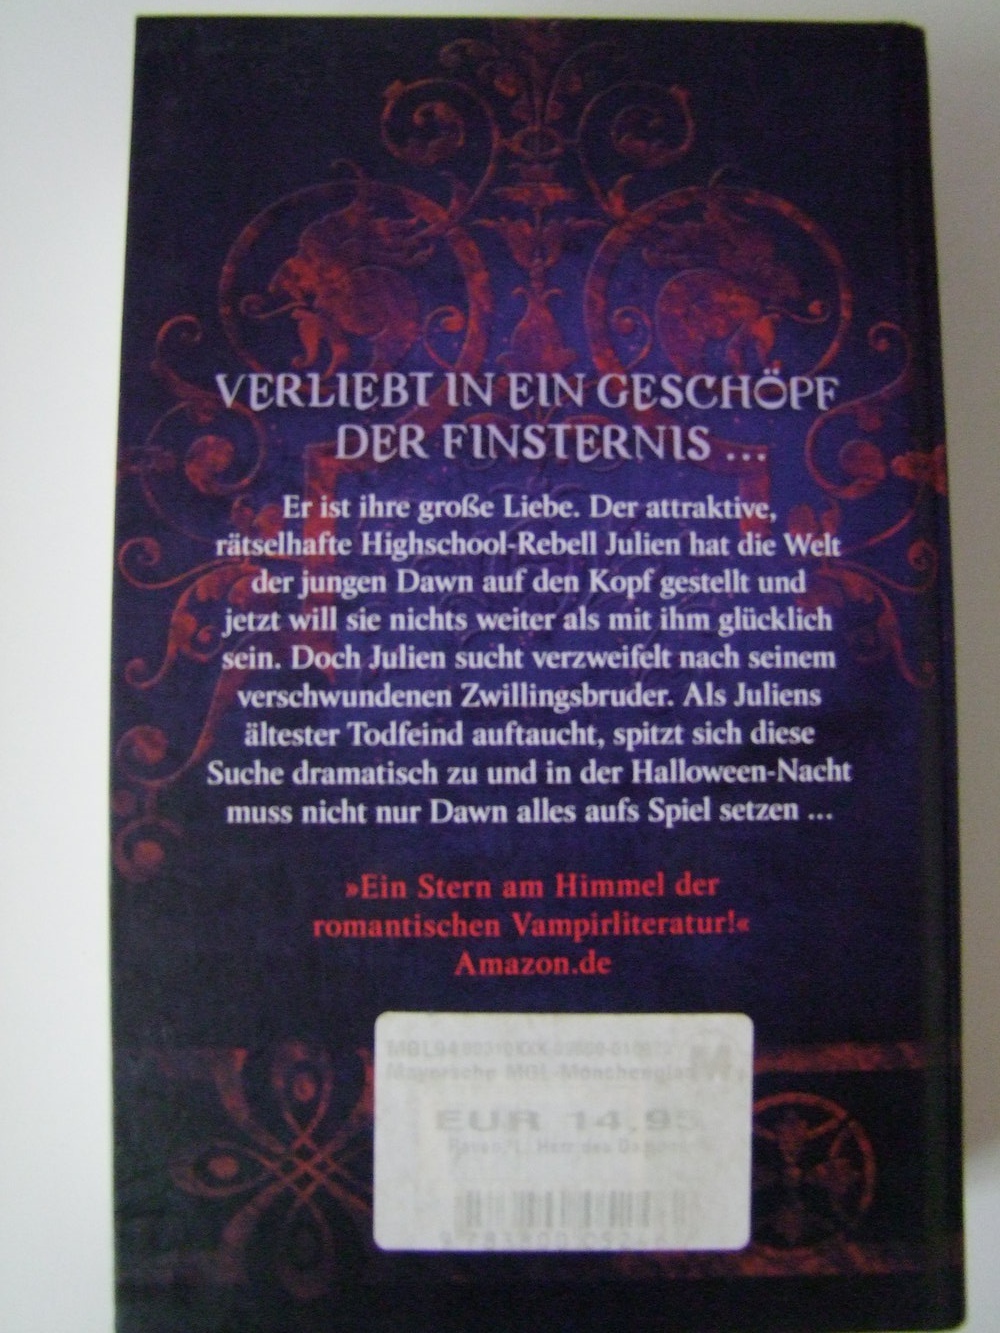 VERLIEBT IN EIN GESCHÖPF
DER FINSTERNIS ...
Er ist ihre große Liebe. Der attraktive,
rätselhafte Highschool-Rebell Julien hat die Welt
der jungen Dawn auf den Kopf gestellt und
jetzt will sie nichts weiter als mit ihm glücklich
sein. Doch Julien sucht verzweifelt nach seinem
verschwundenen Zwillingsbruder. Als Juliens
ältester Todfeind auftaucht, spitzt sich diese
Suche dramatisch zu und in der Halloween-Nacht
muss nicht nur Dawn alles aufs Spiel setzen ...
»Ein Stern am Himmel der
romantischen Vampirliteratur!«
Amazon.de
M
Mayersche MGL
EUR 14.95